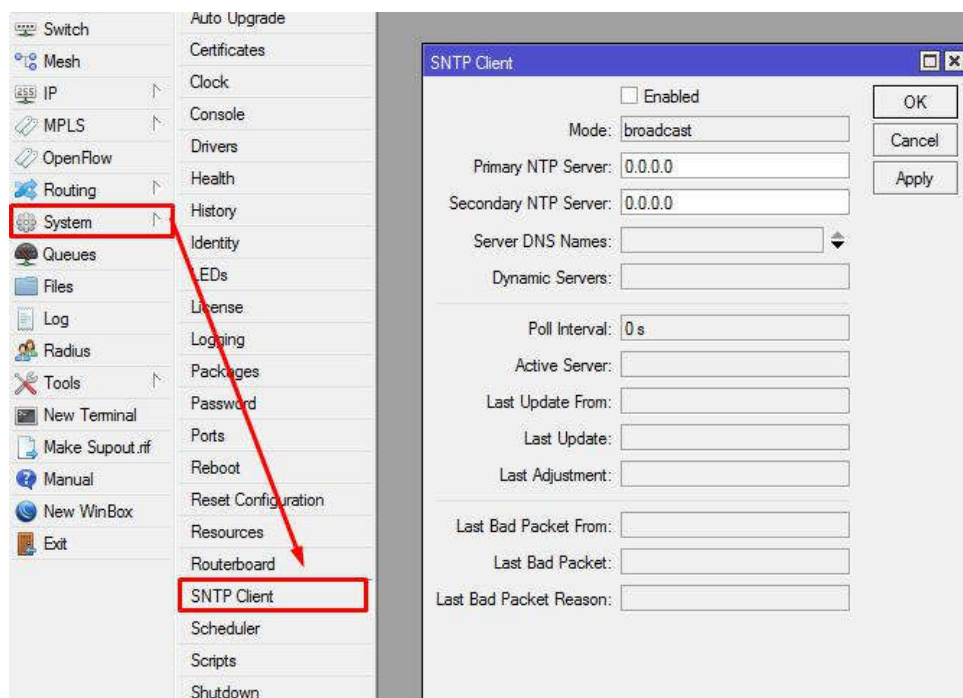 Switch
Mesh
IP
MPLS
OpenFlow
Routing
System
Queues
Files
Log
Radius
Tools
New Terminal
Make Supout.rif
Manual
New WinBox
Exit
Auto Upgrade
Certificates
Clock
Console
Drivers
Health
History
Identity
LEDs
License
Logging
Packages
Password
Ports
Reboot
Reset Configuration
Resources
Routerboard
SNTP Client
Scheduler
Scripts
Shutdown
SNTP Client
Enabled
Mode: broadcast
Primary NTP Server: 0.0.0.0
Secondary NTP Server: 0.0.0.0
Server DNS Names:
Dynamic Servers:
Poll Interval: 0 s
Active Server:
Last Update From:
Last Update:
Last Adjustment:
Last Bad Packet From:
Last Bad Packet:
Last Bad Packet Reason:
OK
Cancel
Apply